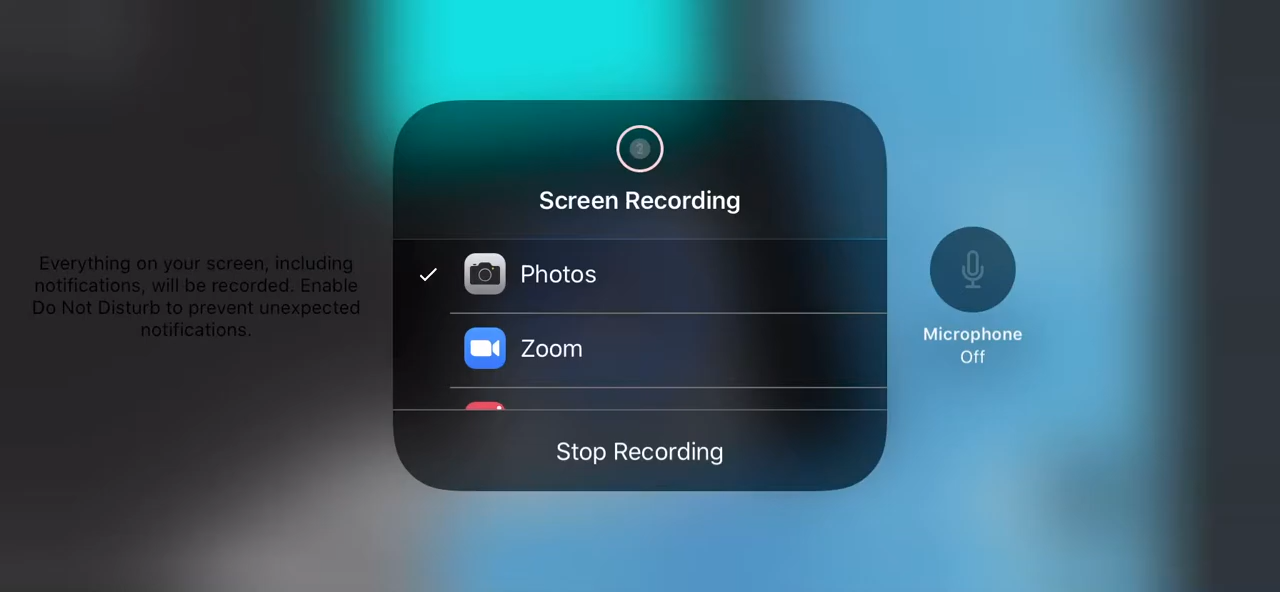 2
Screen Recording
Everything on your screen, including
notifications, will be recorded. Enable
Do Not Disturb to prevent unexpected
notifications.
Photos
Zoom
Stop Recording
Microphone
Off